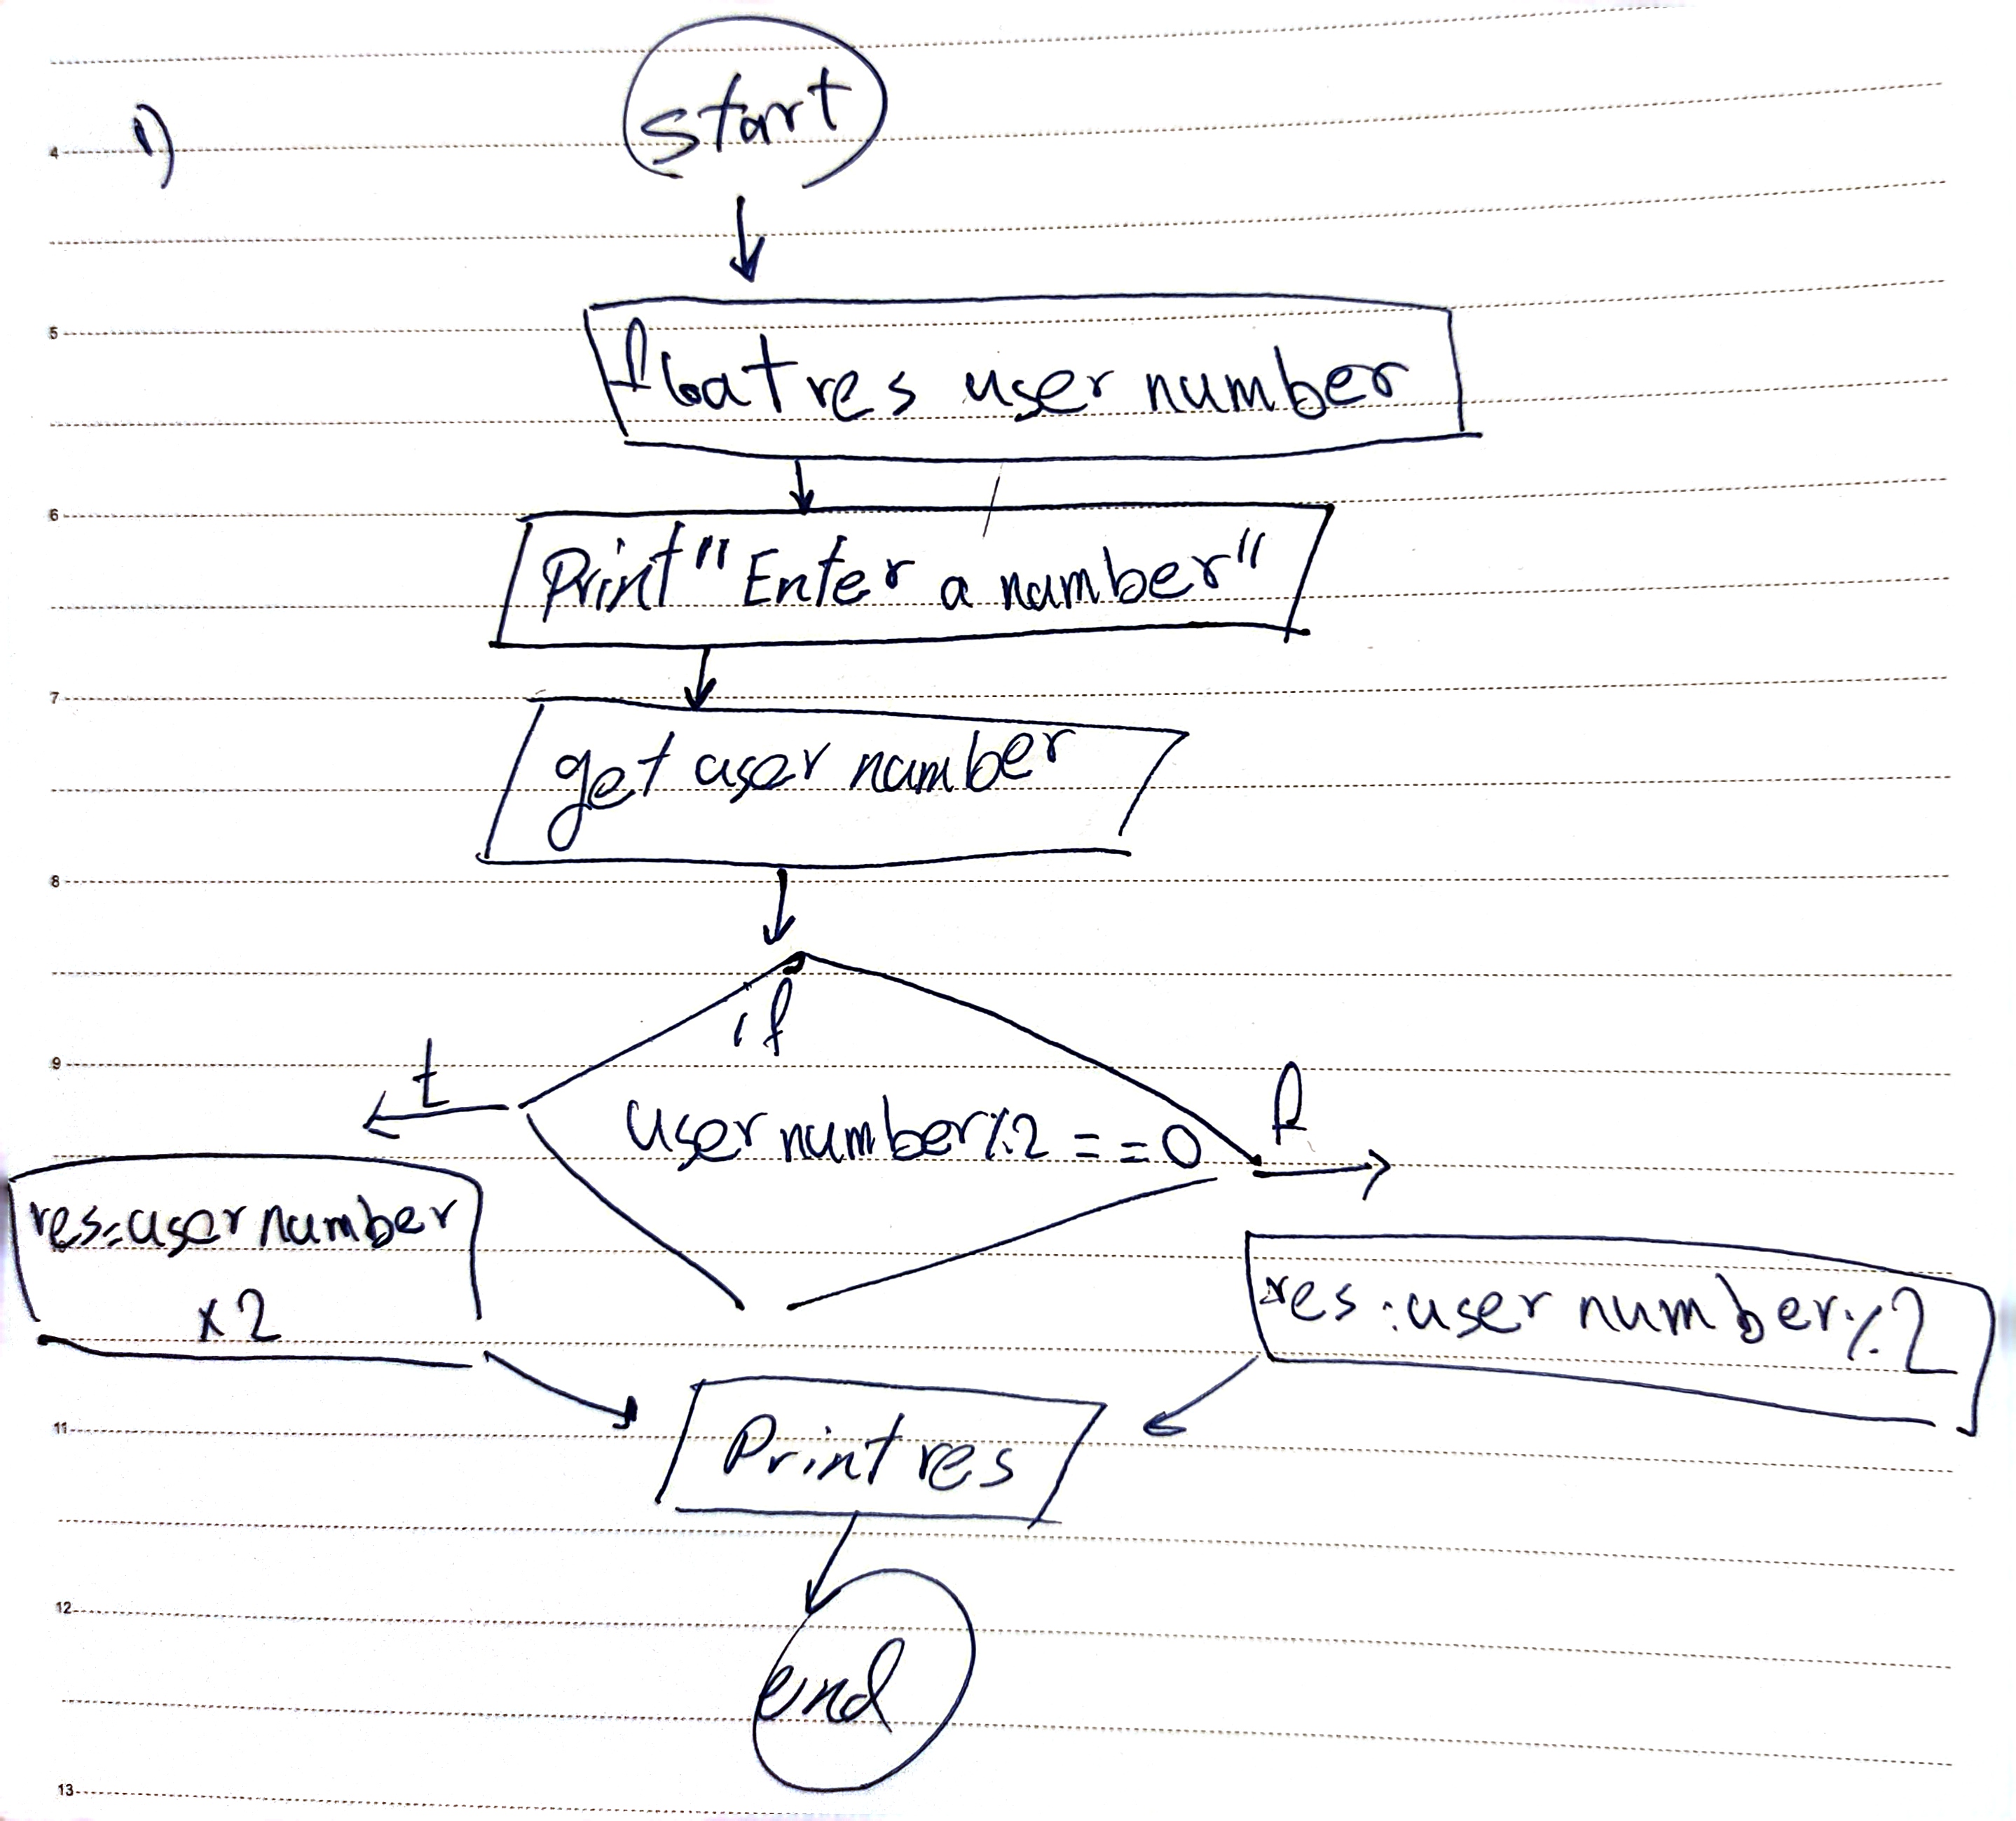 1)
start
float res user number
Print "Enter a number"
get user number
if
user number%2 = =0
t
f
res=user number
x2
res:user number%2
Print res
end
4
5
6
7
8
9
11
12
13